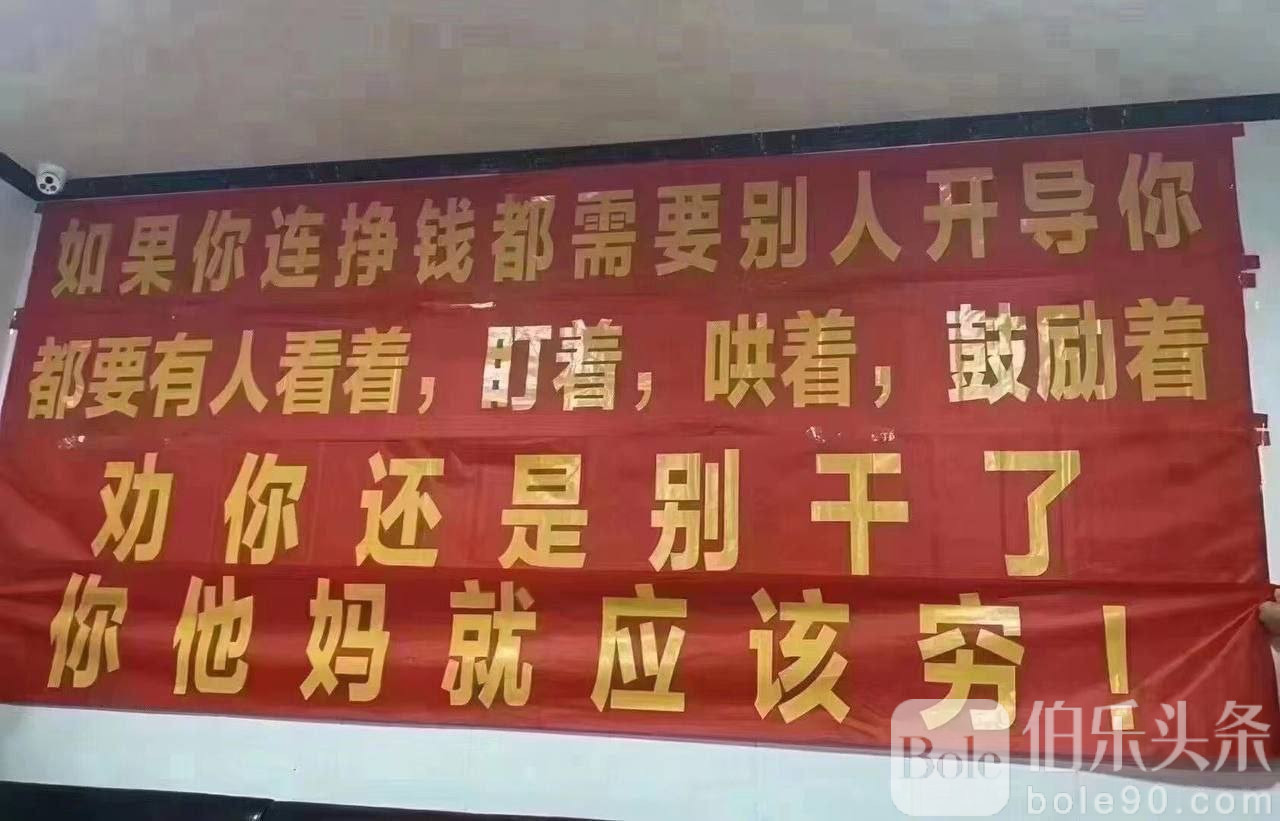 如果你连挣钱都需要别人开导你
都要有人看着，盯着，哄着，鼓励着
劝你还是别干了
你他妈就应该穷！
Bole 伯乐头条
bole90.com